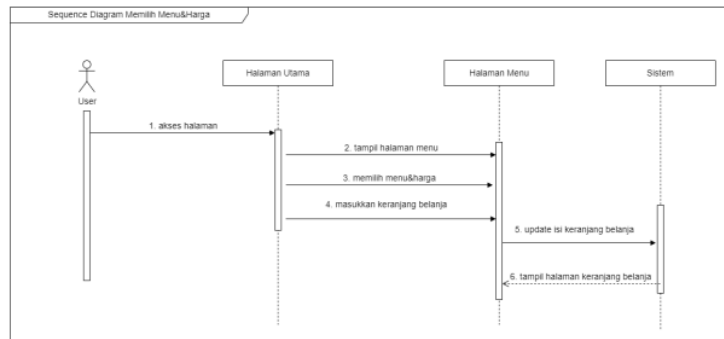 Sequence Diagram Memilih Menu&Harga
User
Halaman Utama
Halaman Menu
Sistem
1. akses halaman
2. tampil halaman menu
3. memilih menu&harga
4. masukkan keranjang belanja
5. update isi keranjang belanja
6. tampil halaman keranjang belanja